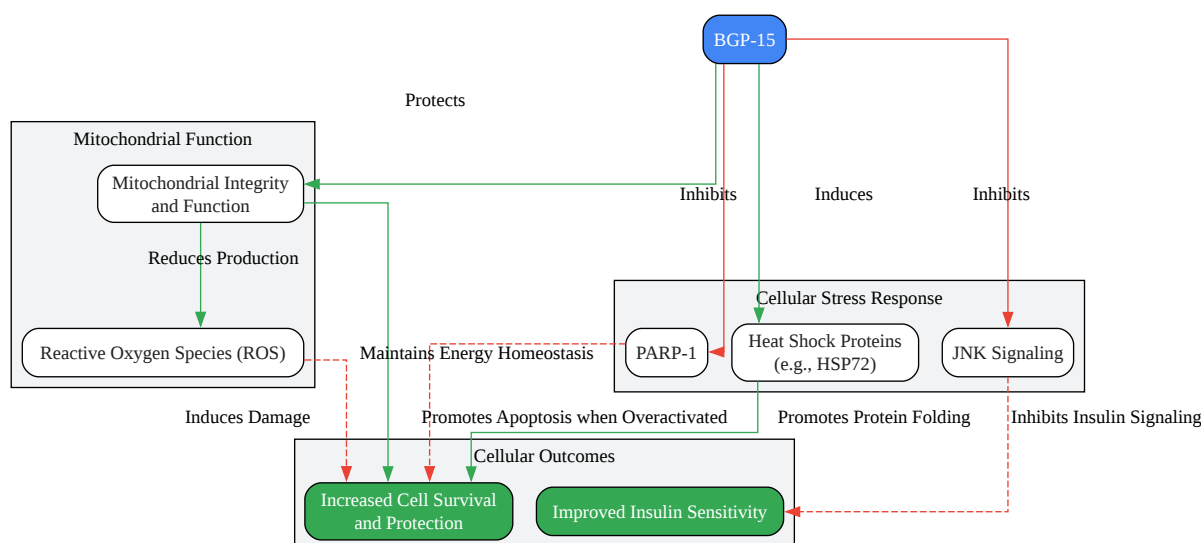 BGP-15
Protects
Mitochondrial Function
Mitochondrial Integrity
and Function
Inhibits
Induces
Inhibits
Reduces Production
Cellular Stress Response
Reactive Oxygen Species (ROS)
Maintains Energy Homeostasis
PARP-1
Heat Shock Proteins
(e.g., HSP72)
JNK Signaling
Induces Damage
Promotes Apoptosis when Overactivated
Promotes Protein Folding
Inhibits Insulin Signaling
Cellular Outcomes
Increased Cell Survival
and Protection
Improved Insulin Sensitivity